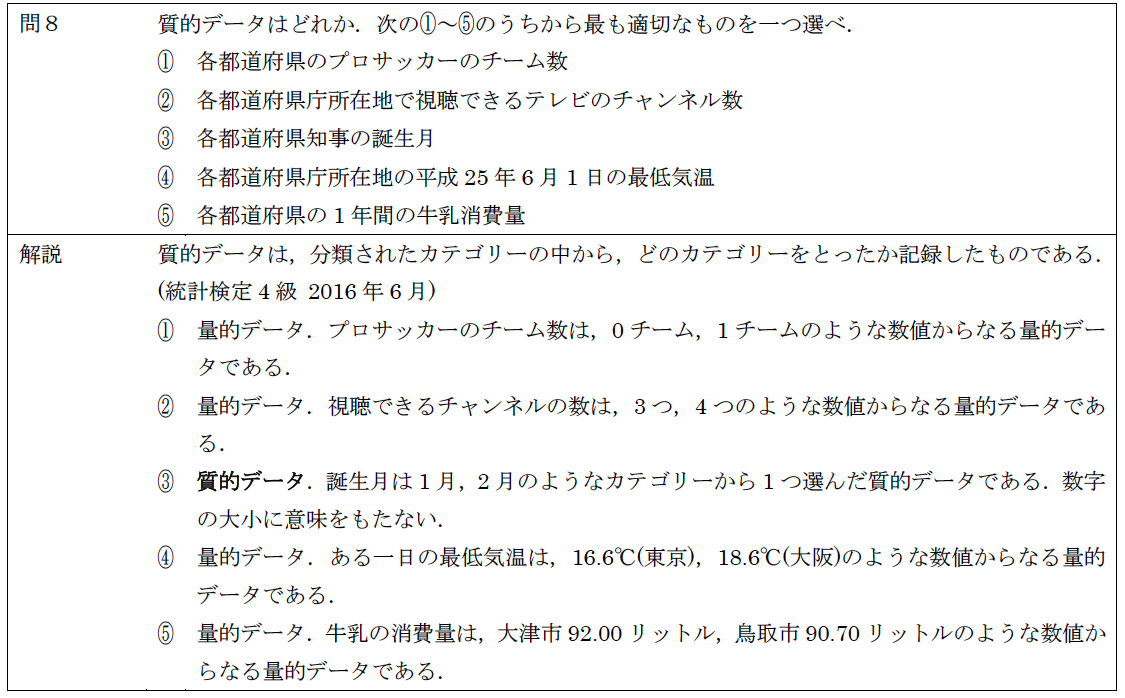 問８ 質的データはどれか．次の①～⑤のうちから最も適切なものを一つ選べ．
① 各都道府県のプロサッカーのチーム数
② 各都道府県庁所在地で視聴できるテレビのチャンネル数
③ 各都道府県知事の誕生月
④ 各都道府県庁所在地の平成 25 年 6 月 1 日の最低気温
⑤ 各都道府県の 1 年間の牛乳消費量
解説 質的データは，分類されたカテゴリーの中から，どのカテゴリーをとったか記録したものである．
(統計検定 4 級 2016 年 6 月)
① 量的データ．プロサッカーのチーム数は，0 チーム，1 チームのような数値からなる量的デー
タである．
② 量的データ．視聴できるチャンネルの数は，3 つ，4 つのような数値からなる量的データであ
る．
③ 質的データ．誕生月は 1 月，2 月のようなカテゴリーから 1 つ選んだ質的データである．数字
の大小に意味をもたない．
④ 量的データ．ある一日の最低気温は，16.6℃(東京)，18.6℃(大阪)のような数値からなる量的
データである．
⑤ 量的データ．牛乳の消費量は，大津市 92.00 リットル，鳥取市 90.70 リットルのような数値か
らなる量的データである．